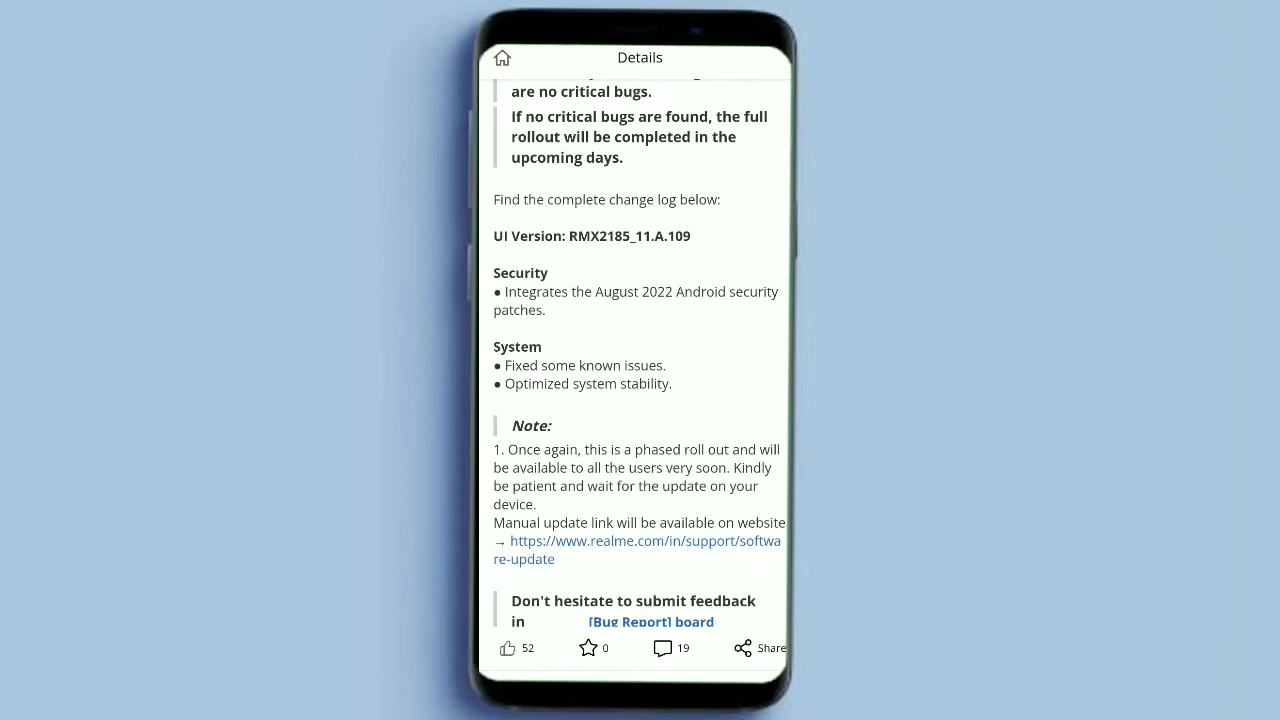 Details
are no critical bugs.
If no critical bugs are found, the full
rollout will be completed in the
upcoming days.
Find the complete change log below:
UI Version: RMX2185_11.A.109
Security
● Integrates the August 2022 Android security
patches.
System
● Fixed some known issues.
● Optimized system stability.
Note:
1. Once again, this is a phased roll out and will
be available to all the users very soon. Kindly
be patient and wait for the update on your
device.
Manual update link will be available on website
→ https://www.realme.com/in/support/softwa
re-update
Don't hesitate to submit feedback
in [Bug Report] board
52 0 19 Share